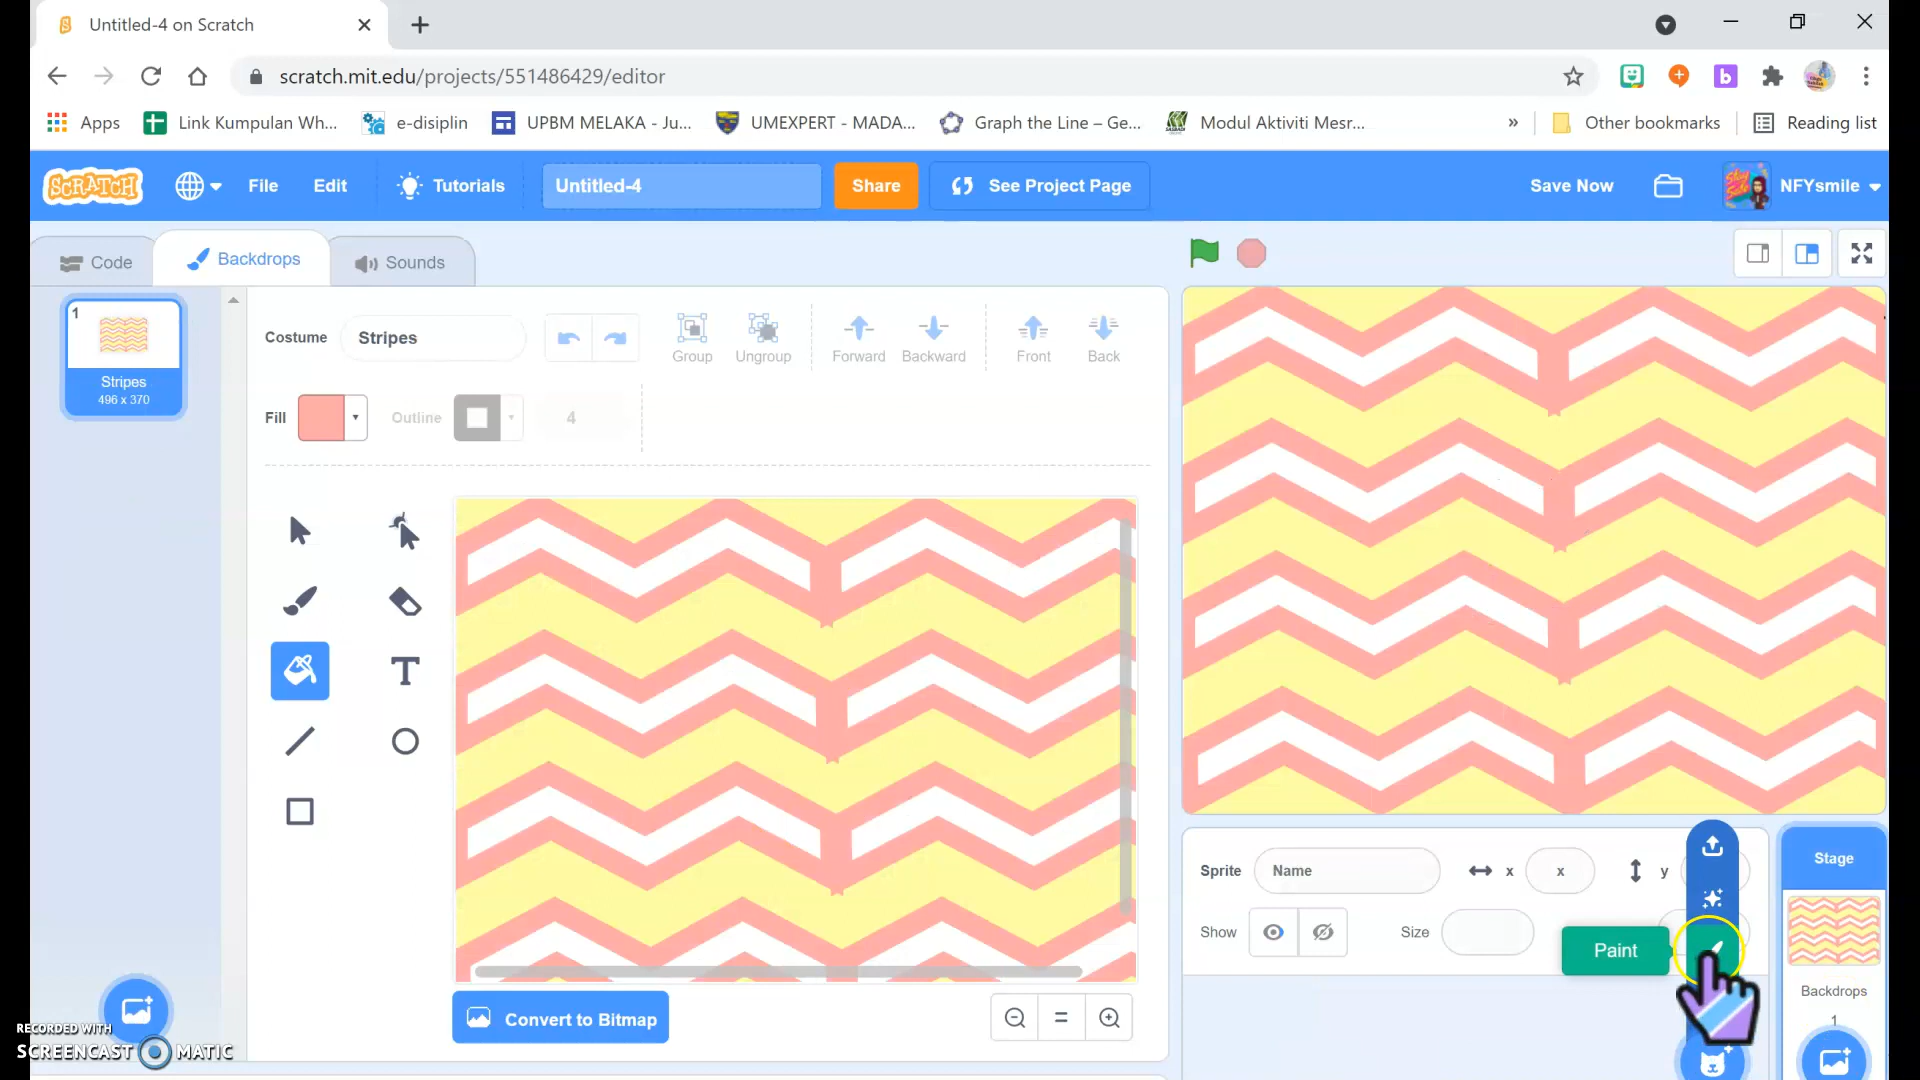 Untitled-4 on Scratch
scratch.mit.edu/projects/551486429/editor
Apps
Link Kumpulan Wh...
e-disiplin
UPBM MELAKA - Ju...
UMEXPERT - MADA...
Graph the Line – Ge...
Modul Aktiviti Mesr...
»
Other bookmarks
Reading list
SCRATCH
File
Edit
Tutorials
Untitled-4
Share
See Project Page
Save Now
NFYsmile
Code
Backdrops
Sounds
1
Stripes
496 x 370
Costume
Stripes
Group
Ungroup
Forward
Backward
Front
Back
Fill
Outline
4
T
Convert to Bitmap
Sprite
Name
x
x
y
Show
Size
Paint
Stage
Backdrops
1
RECORDED WITH
SCREENCAST MATIC